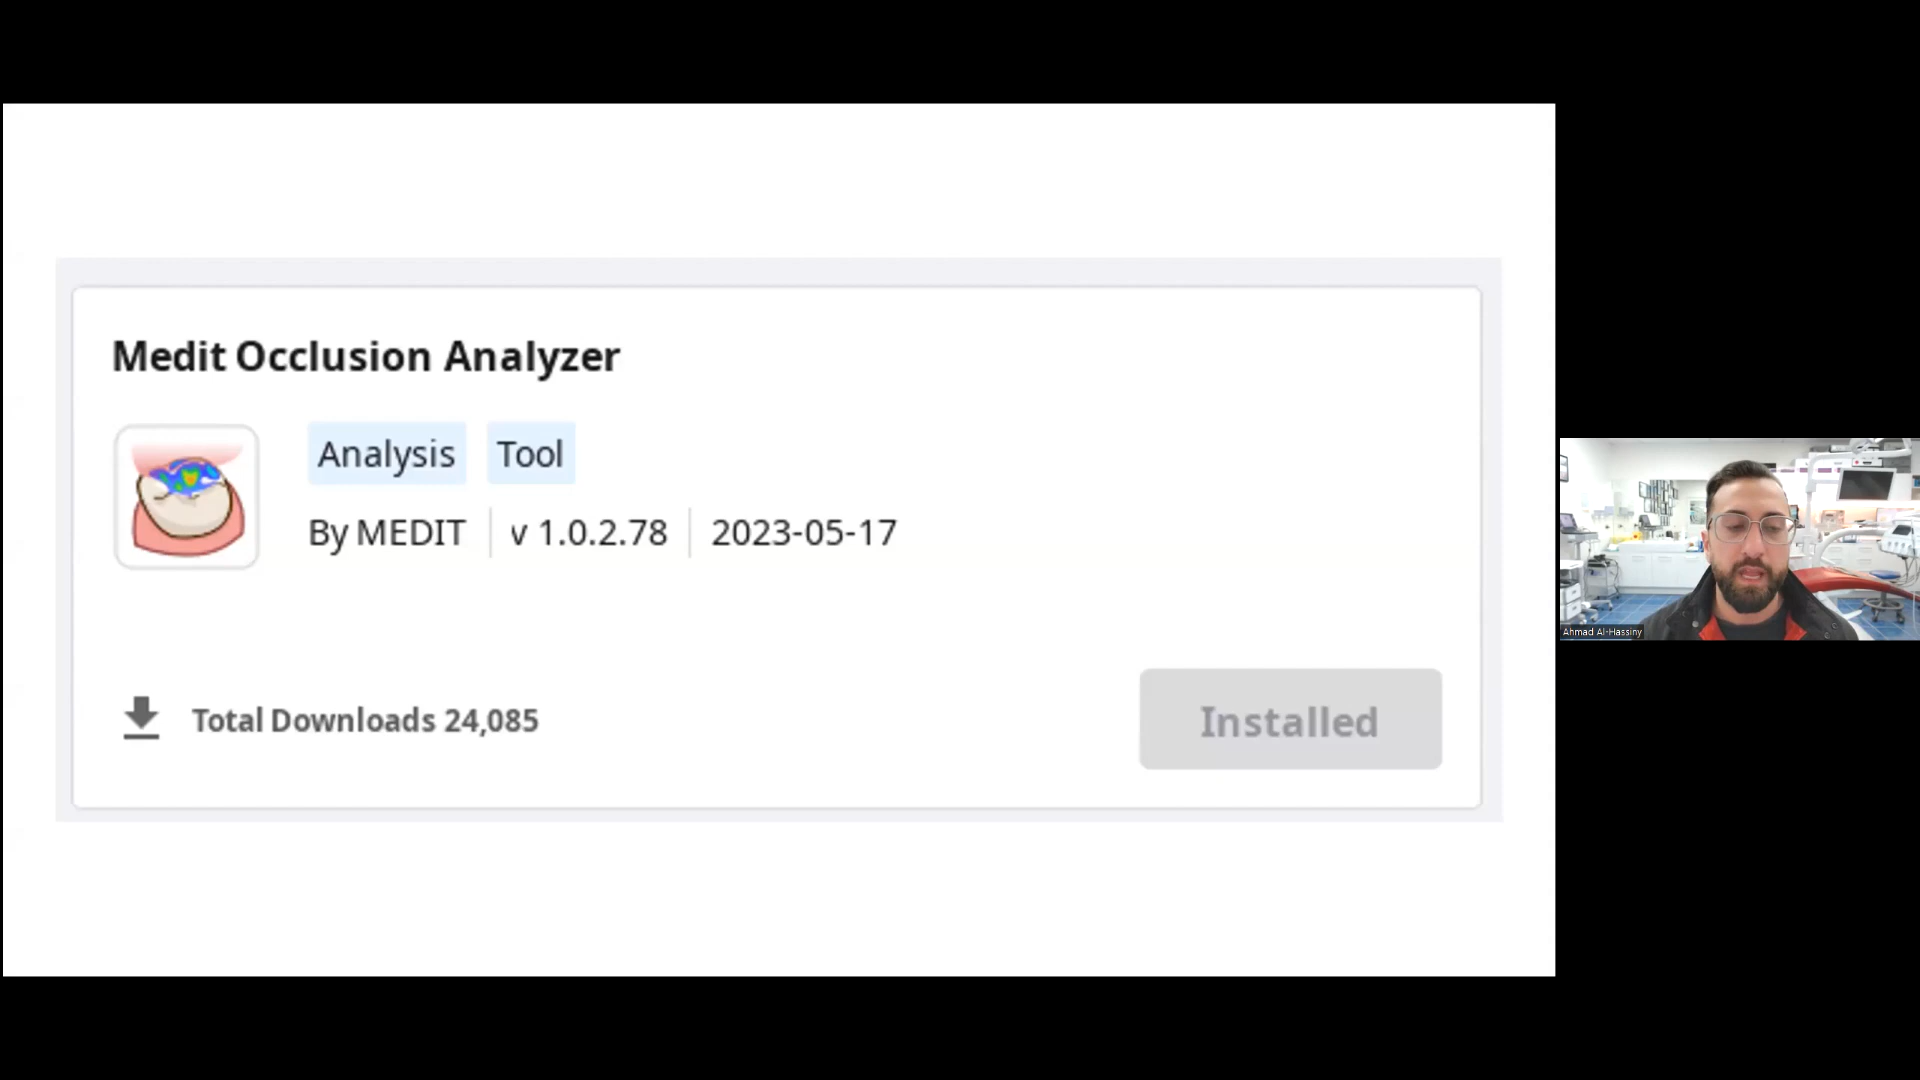 Medit Occlusion Analyzer
Analysis Tool
By MEDIT v 1.0.2.78 2023-05-17
Total Downloads 24,085
Installed
Ahmad Al-Hassiny